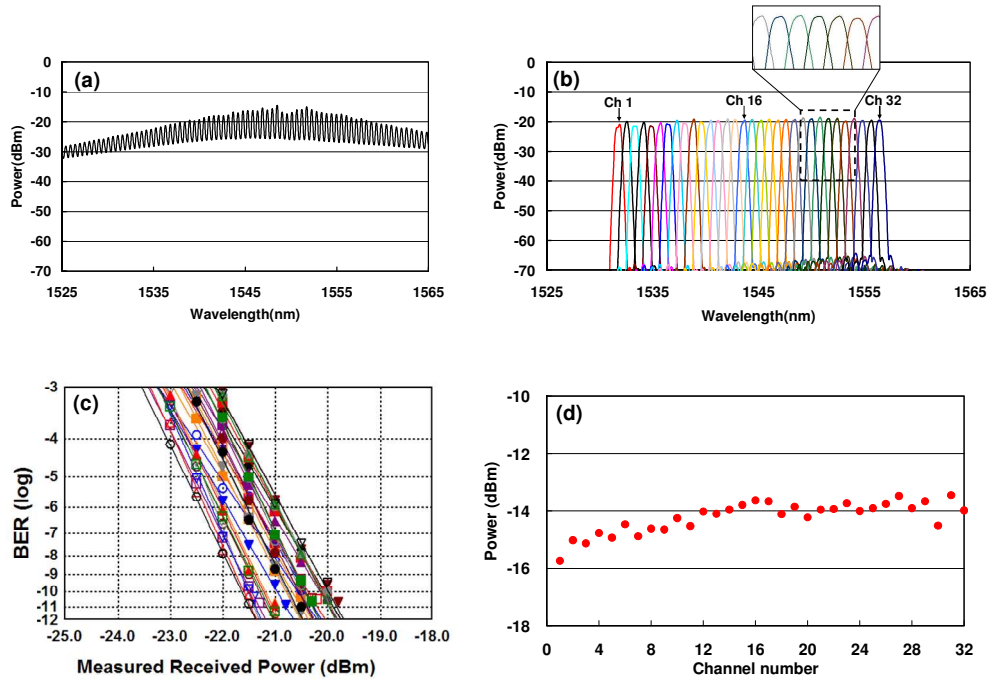 (a)
0
-10
-20
-30
-40
-50
-60
-70
Power(dBm)
1525 1535 1545 1555 1565
Wavelength(nm)
(b)
0
-10
-20
-30
-40
-50
-60
-70
Power(dBm)
Ch 1
Ch 16
Ch 32
1525 1535 1545 1555 1565
Wavelength(nm)
(c)
-3
-4
-5
-6
-7
-8
-9
-10
-11
-12
BER (log)
-25.0 -24.0 -23.0 -22.0 -21.0 -20.0 -19.0 -18.0
Measured Received Power (dBm)
(d)
-10
-12
-14
-16
-18
Power (dBm)
0 4 8 12 16 20 24 28 32
Channel number